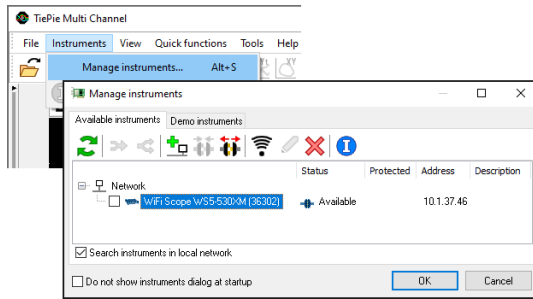 TiePie Multi Channel
File Instruments View Quick functions Tools Help
Manage instruments... Alt+S
XY
Manage instruments
Available instruments Demo instruments
Status Protected Address Description
Network
WiFi Scope WS5-530XM (36302) Available 10.1.37.46
Search instruments in local network
Do not show instruments dialog at startup
OK Cancel